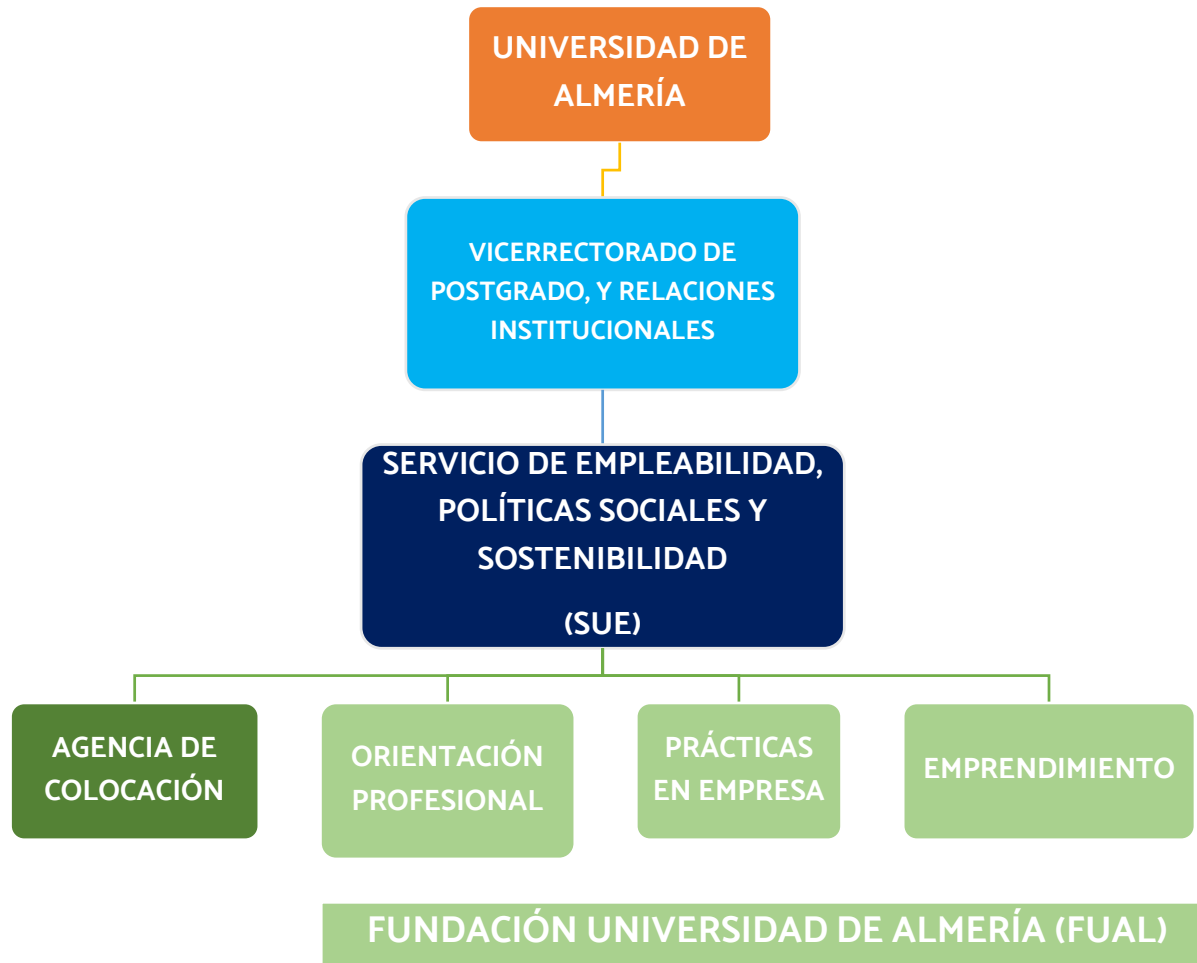 UNIVERSIDAD DE
ALMERÍA
VICERRECTORADO DE
POSTGRADO, Y RELACIONES
INSTITUCIONALES
SERVICIO DE EMPLEABILIDAD,
POLÍTICAS SOCIALES Y
SOSTENIBILIDAD
(SUE)
AGENCIA DE
COLOCACIÓN
ORIENTACIÓN
PROFESIONAL
PRÁCTICAS
EN EMPRESA
EMPRENDIMIENTO
FUNDACIÓN UNIVERSIDAD DE ALMERÍA (FUAL)